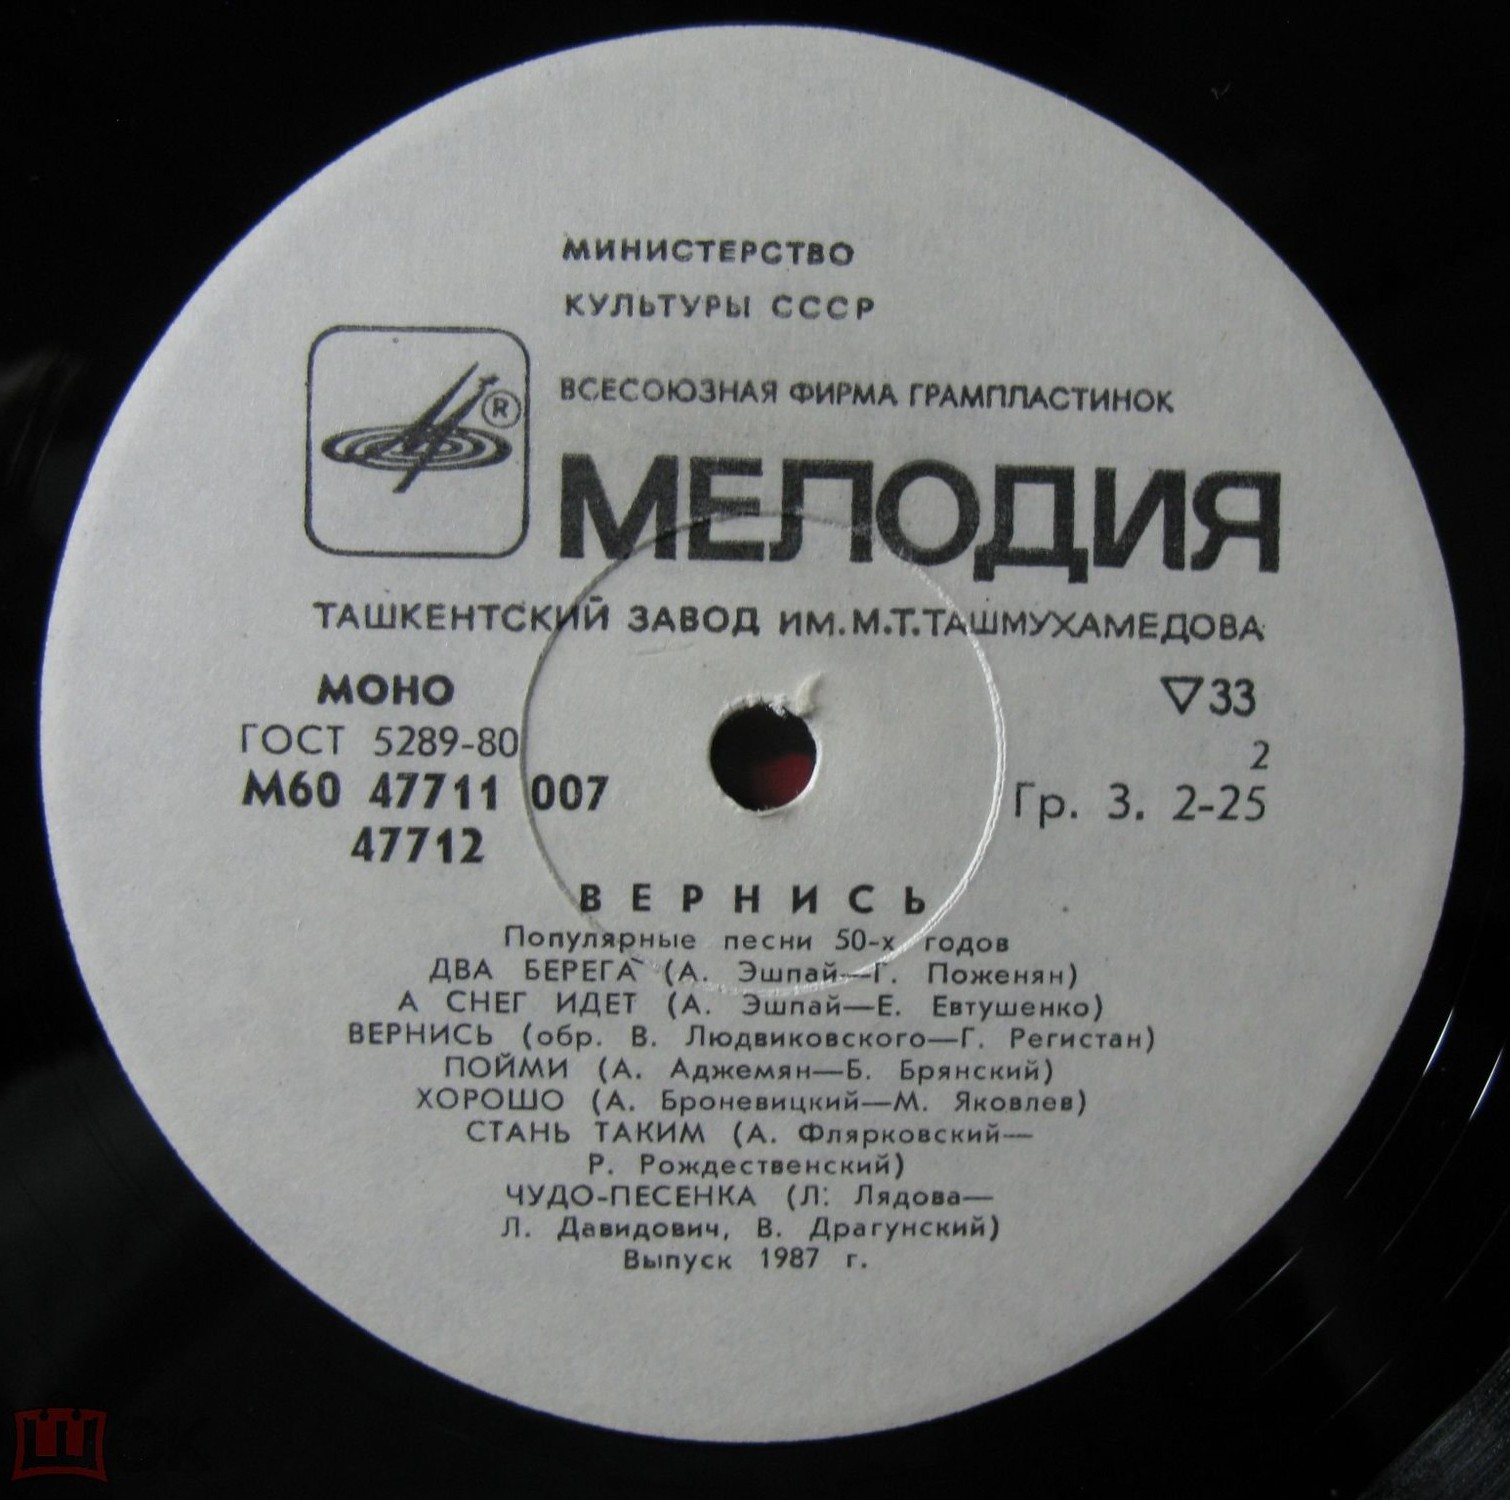 МИНИСТЕРСТВО
КУЛЬТУРЫ СССР
ВСЕСОЮЗНАЯ ФИРМА ГРАМПЛАСТИНОК
®
МЕЛОДИЯ
ТАШКЕНТСКИЙ ЗАВОД ИМ.М.Т.ТАШМУХАМЕДОВА
МОНО ▽33
ГОСТ 5289-80 2
М60 47711 007 Гр. 3. 2-25
47712
ВЕРНИСЬ
Популярные песни 50-х годов
ДВА БЕРЕГА (А. Эшпай—Г. Поженян)
А СНЕГ ИДЕТ (А. Эшпай—Е. Евтушенко)
ВЕРНИСЬ (обр. В. Людвиковского—Г. Регистан)
ПОЙМИ (А. Аджемян—Б. Брянский)
ХОРОШО (А. Броневицкий—М. Яковлев)
СТАНЬ ТАКИМ (А. Флярковский—
Р. Рождественский)
ЧУДО-ПЕСЕНКА (Л. Лядова—
Л. Давидович, В. Драгунский)
Выпуск 1987 г.